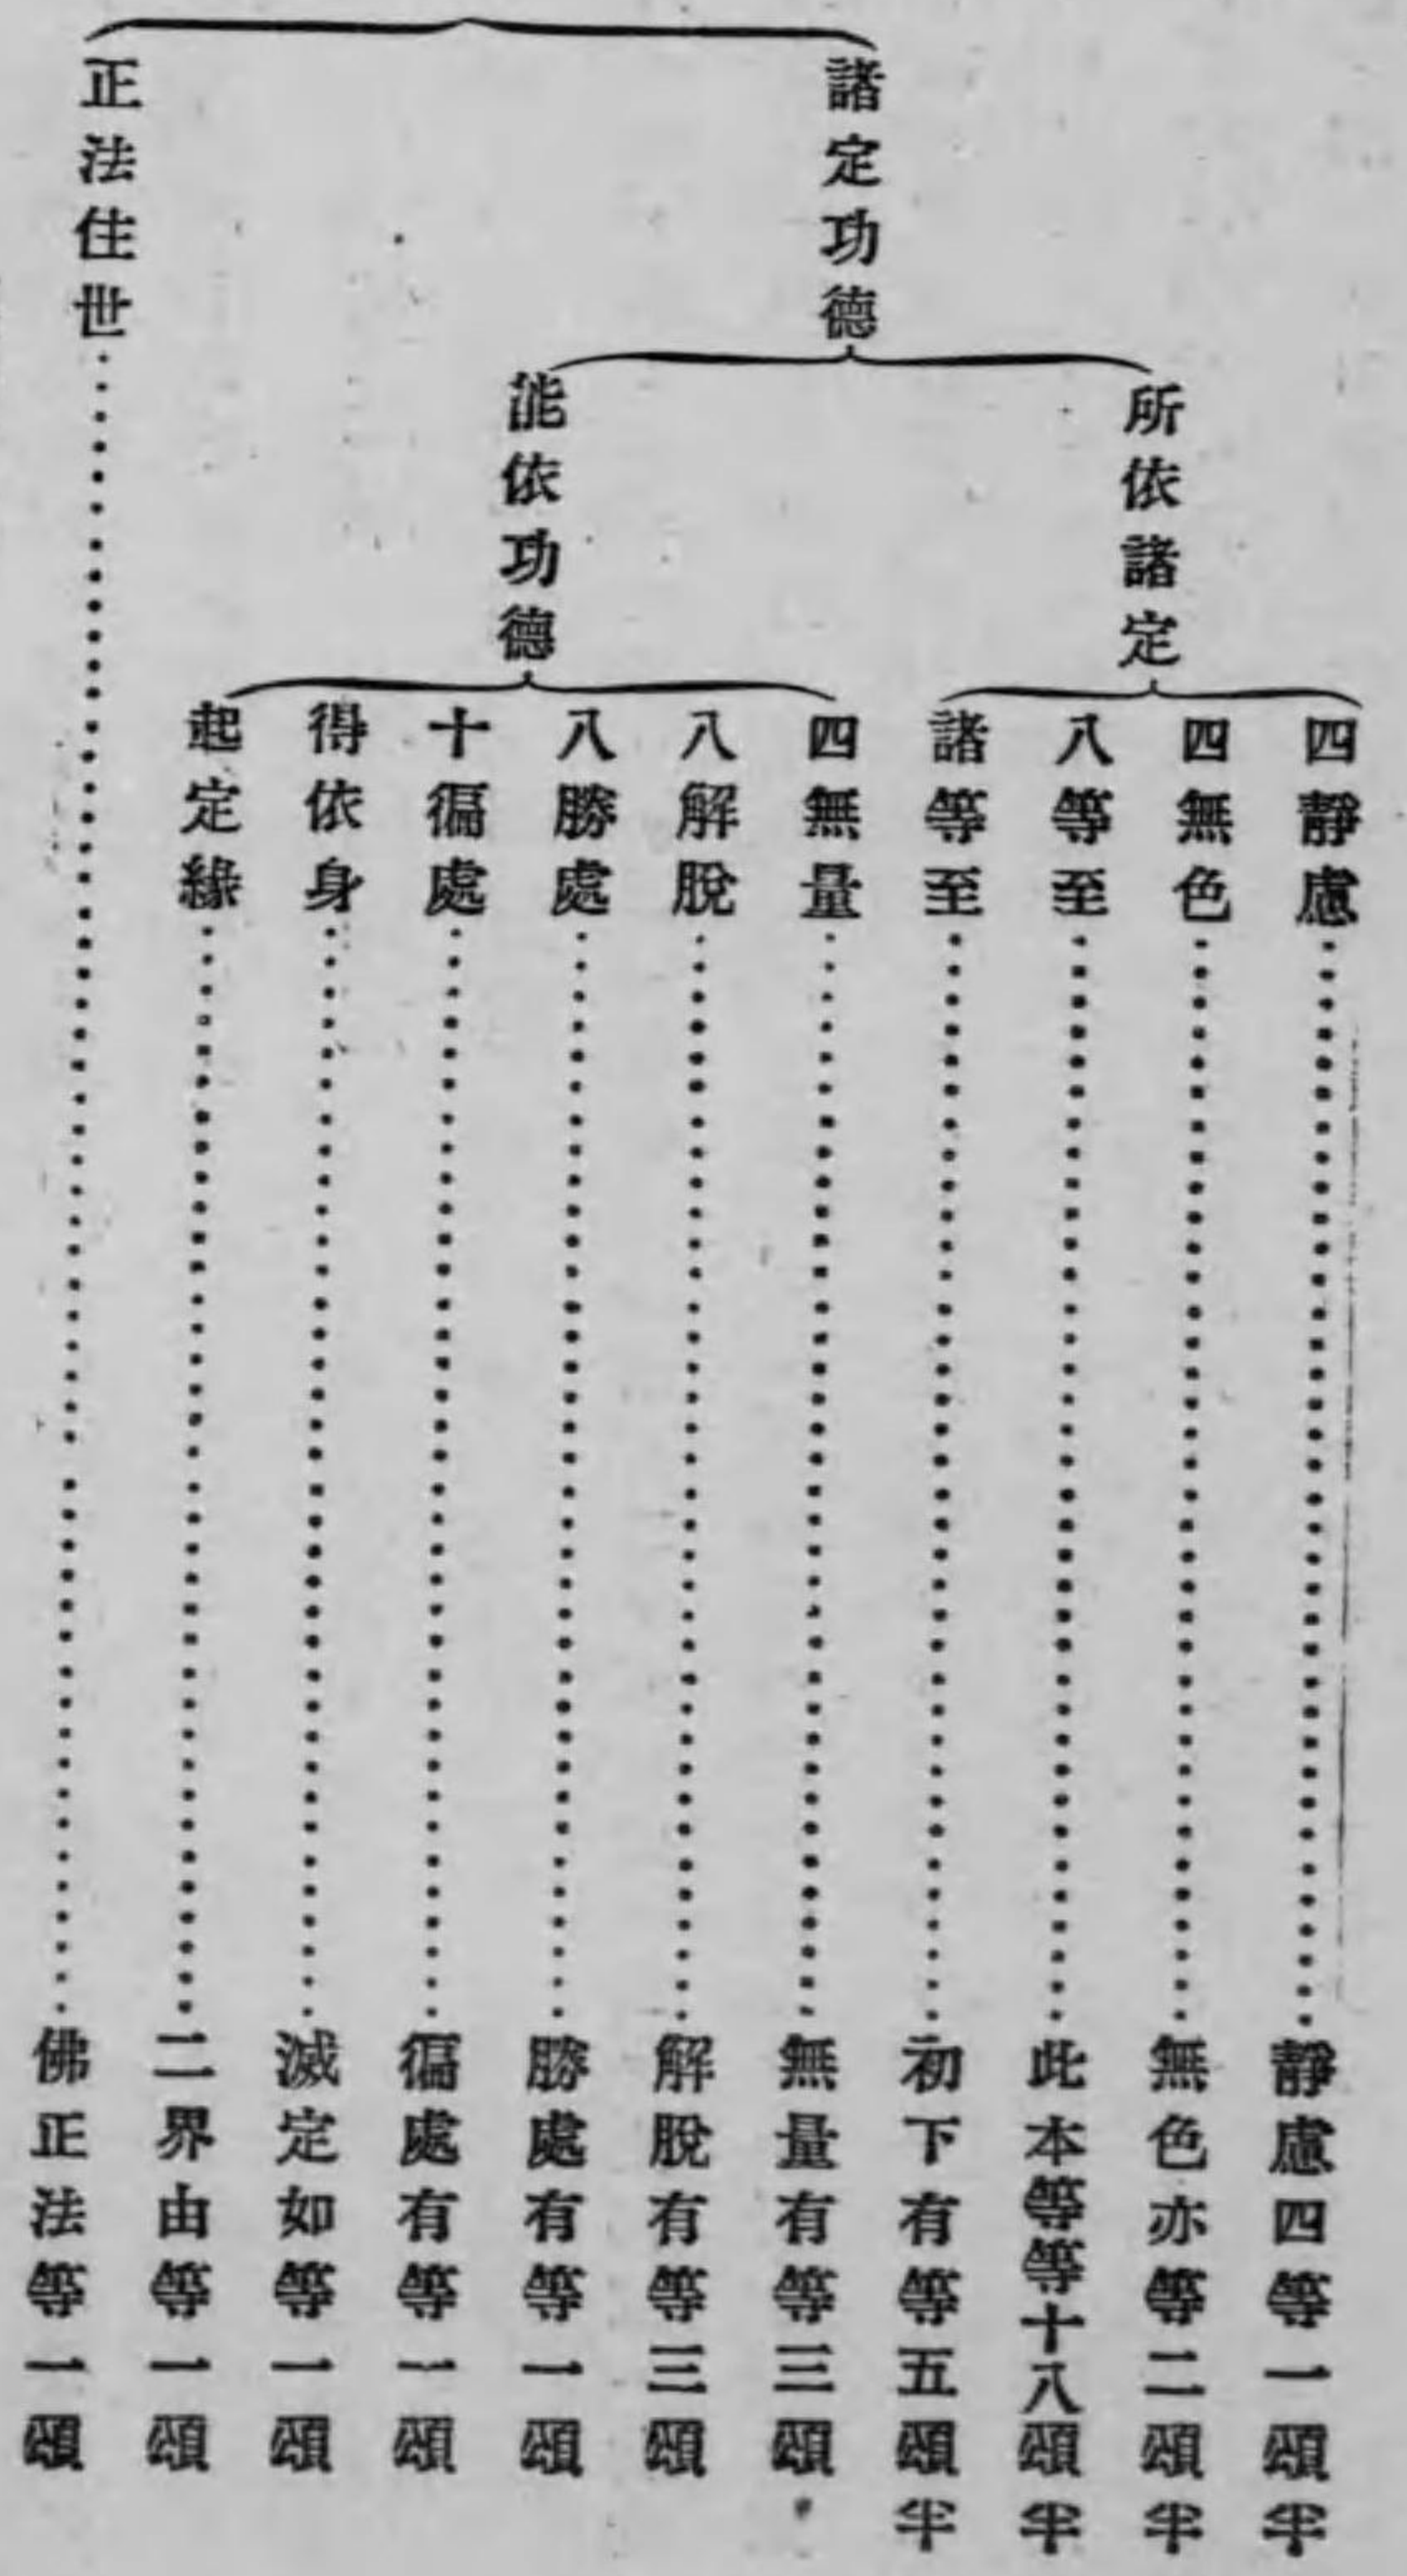 諸定功德
所依諸定
四靜慮…靜慮四等一頌半
四無色…無色亦等二頌半
八等至…此本等等十八頌半
諸等至…初下有等五頌半
能依功德
四無量…無量有等三頌
八解脫…解脫有等三頌
八勝處…勝處有等一頌
十徧處…徧處有等一頌
得依身…滅定如等一頌
起定緣…二界由等一頌
正法住世…佛正法等一頌